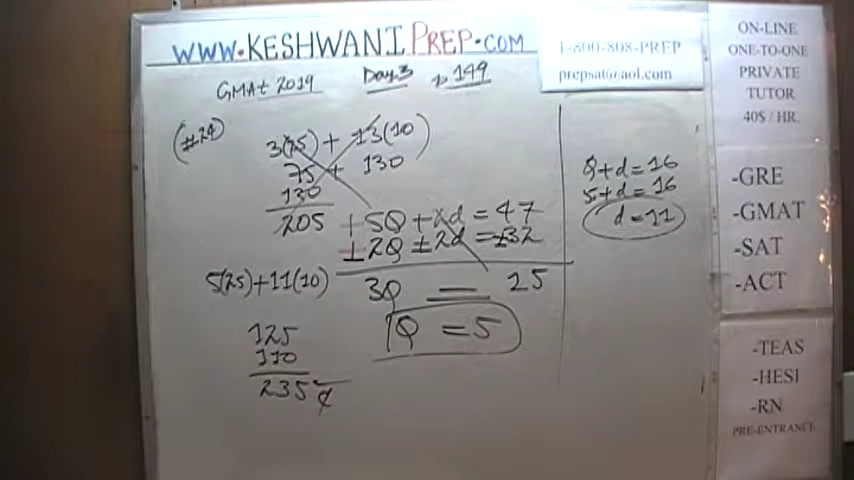 www.KESHWANIPREP.COM
1-800-808-PREP
prepsat@aol.com
GMAt 2019 Day 3 p 149
(#24)
3(25) + 13(10)
75 + 130
130
205
+5Q + 2d = 47
± 2Q ± 2d = ±32
3Q = 25
Q = 5
5(25)+11(10)
125
110
235 ¢
Q+d=16
5+d=16
d=11
ON-LINE
ONE-TO-ONE
PRIVATE
TUTOR
40$ / HR.
-GRE
-GMAT
-SAT
-ACT
-TEAS
-HESI
-RN
PRE-ENTRANCE